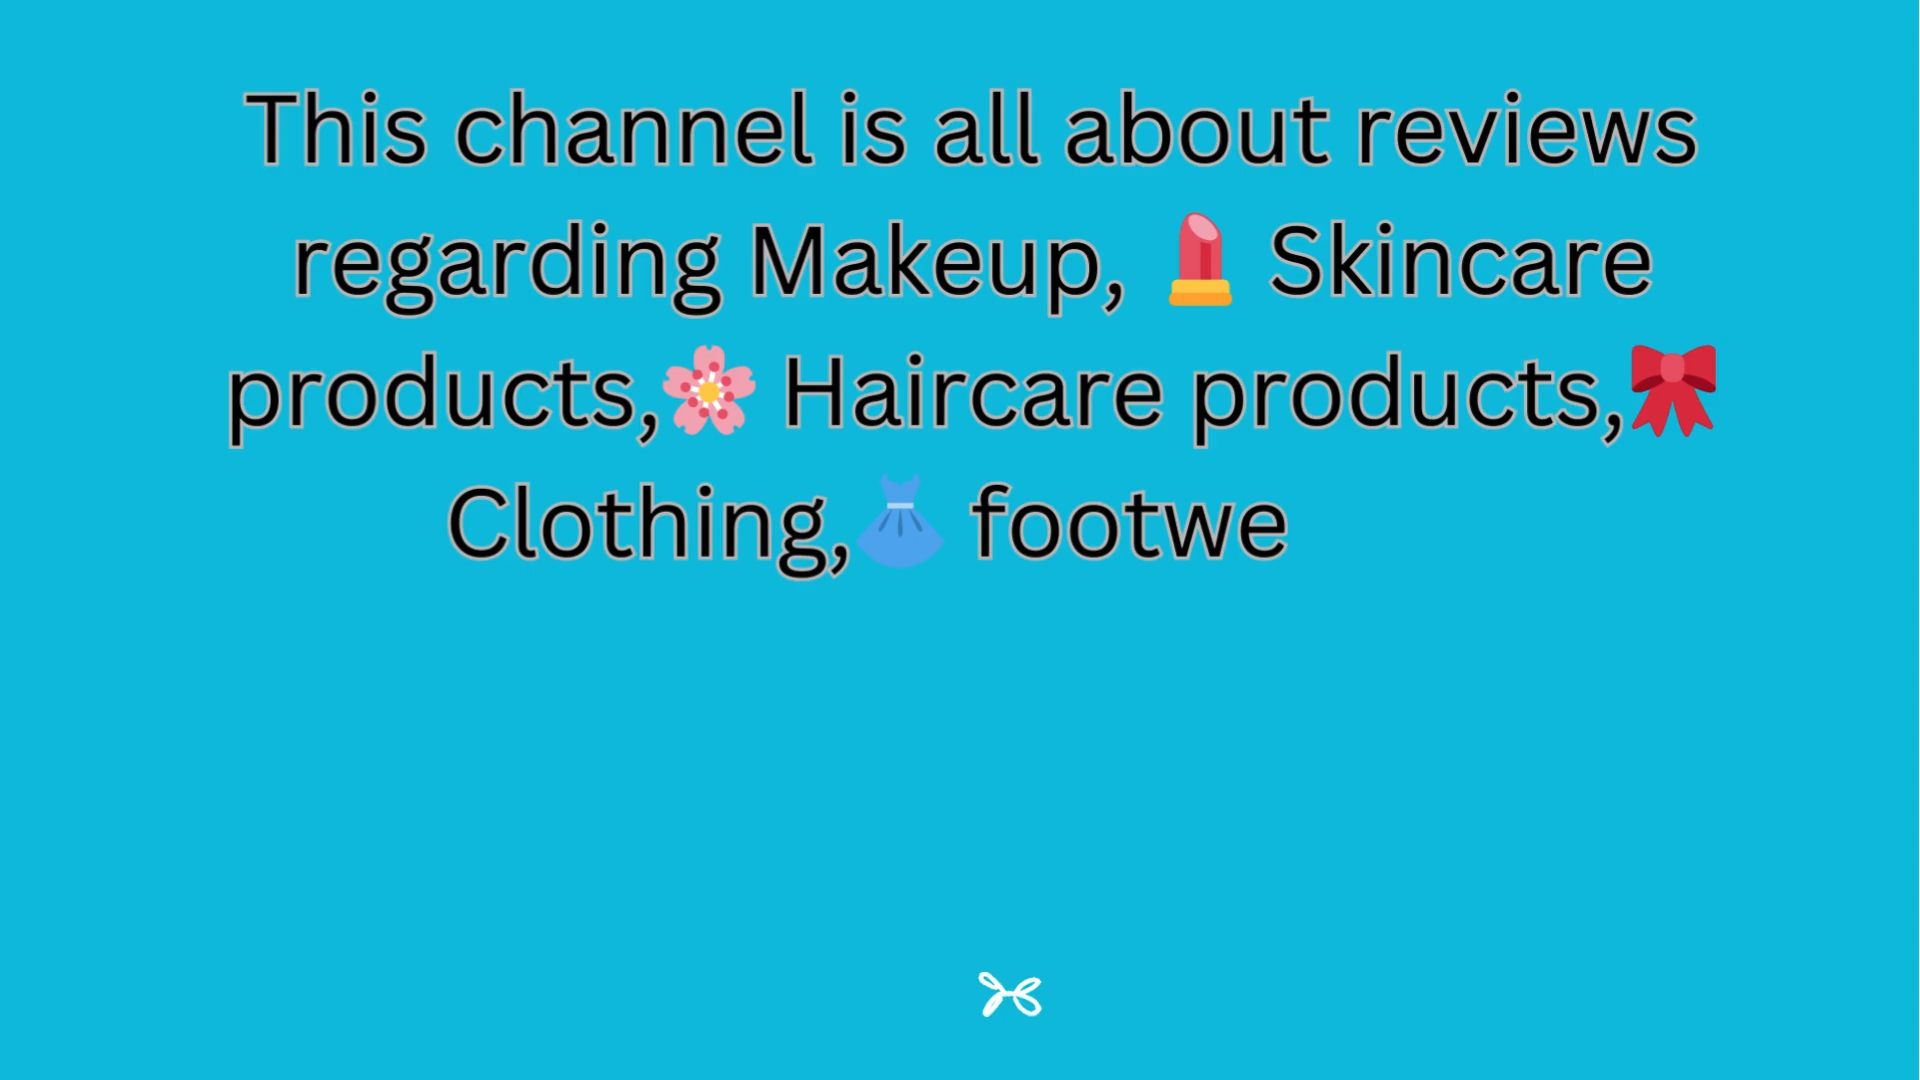 This channel is all about reviews
regarding Makeup, 💄 Skincare
products,🌸 Haircare products,🎀
Clothing,👗 footwe